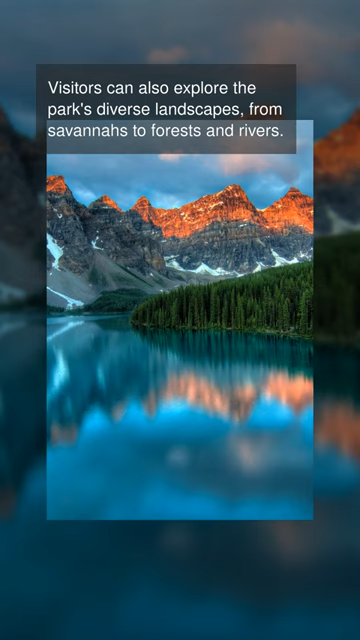 Visitors can also explore the
park's diverse landscapes, from
savannahs to forests and rivers.